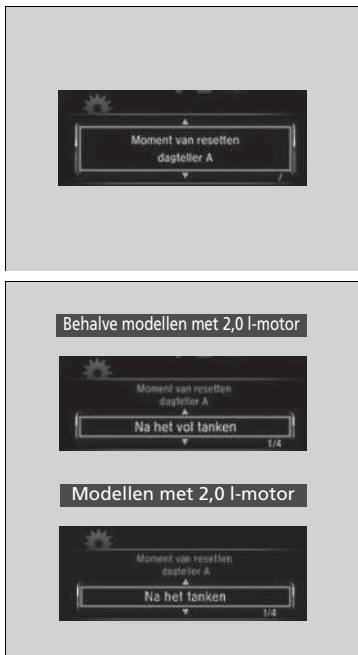 Moment van resetten
dagteller A
/
Behalve modellen met 2,0 l-motor
Moment van resetten
dagteller A
Na het vol tanken
1/4
Modellen met 2,0 l-motor
Moment van resetten
dagteller A
Na het tanken
1/4